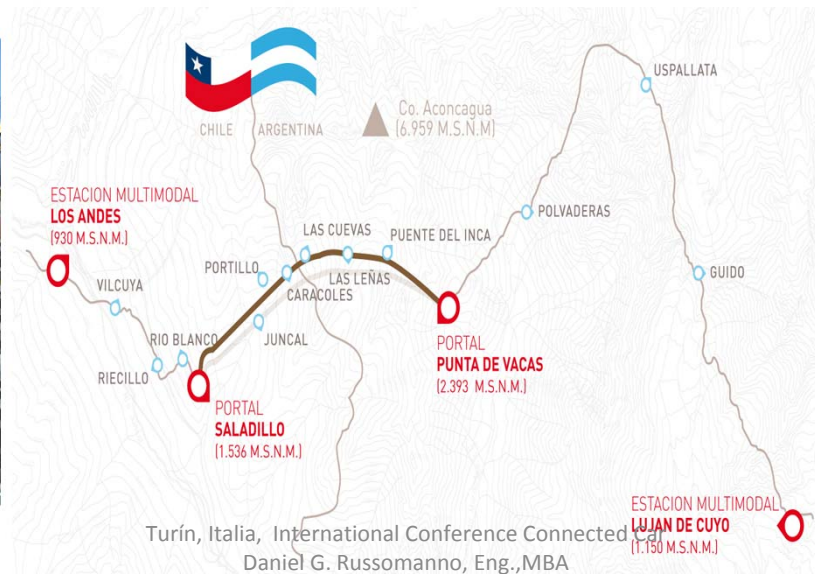 CHILE
ARGENTINA
Co. Aconcagua
(6.959 M.S.N.M)
USPALLATA
ESTACION MULTIMODAL
LOS ANDES
(930 M.S.N.M.)
POLVADERAS
LAS CUEVAS
PUENTE DEL INCA
PORTILLO
LAS LEÑAS
CARACOLES
GUIDO
VILCUYA
RIO BLANCO
JUNCAL
RIECILLO
PORTAL
PUNTA DE VACAS
(2.393 M.S.N.M.)
PORTAL
SALADILLO
(1.536 M.S.N.M.)
ESTACION MULTIMODAL
LUJAN DE CUYO
(1.150 M.S.N.M.)
Turín, Italia, International Conference Connected Car
Daniel G. Russomanno, Eng.,MBA